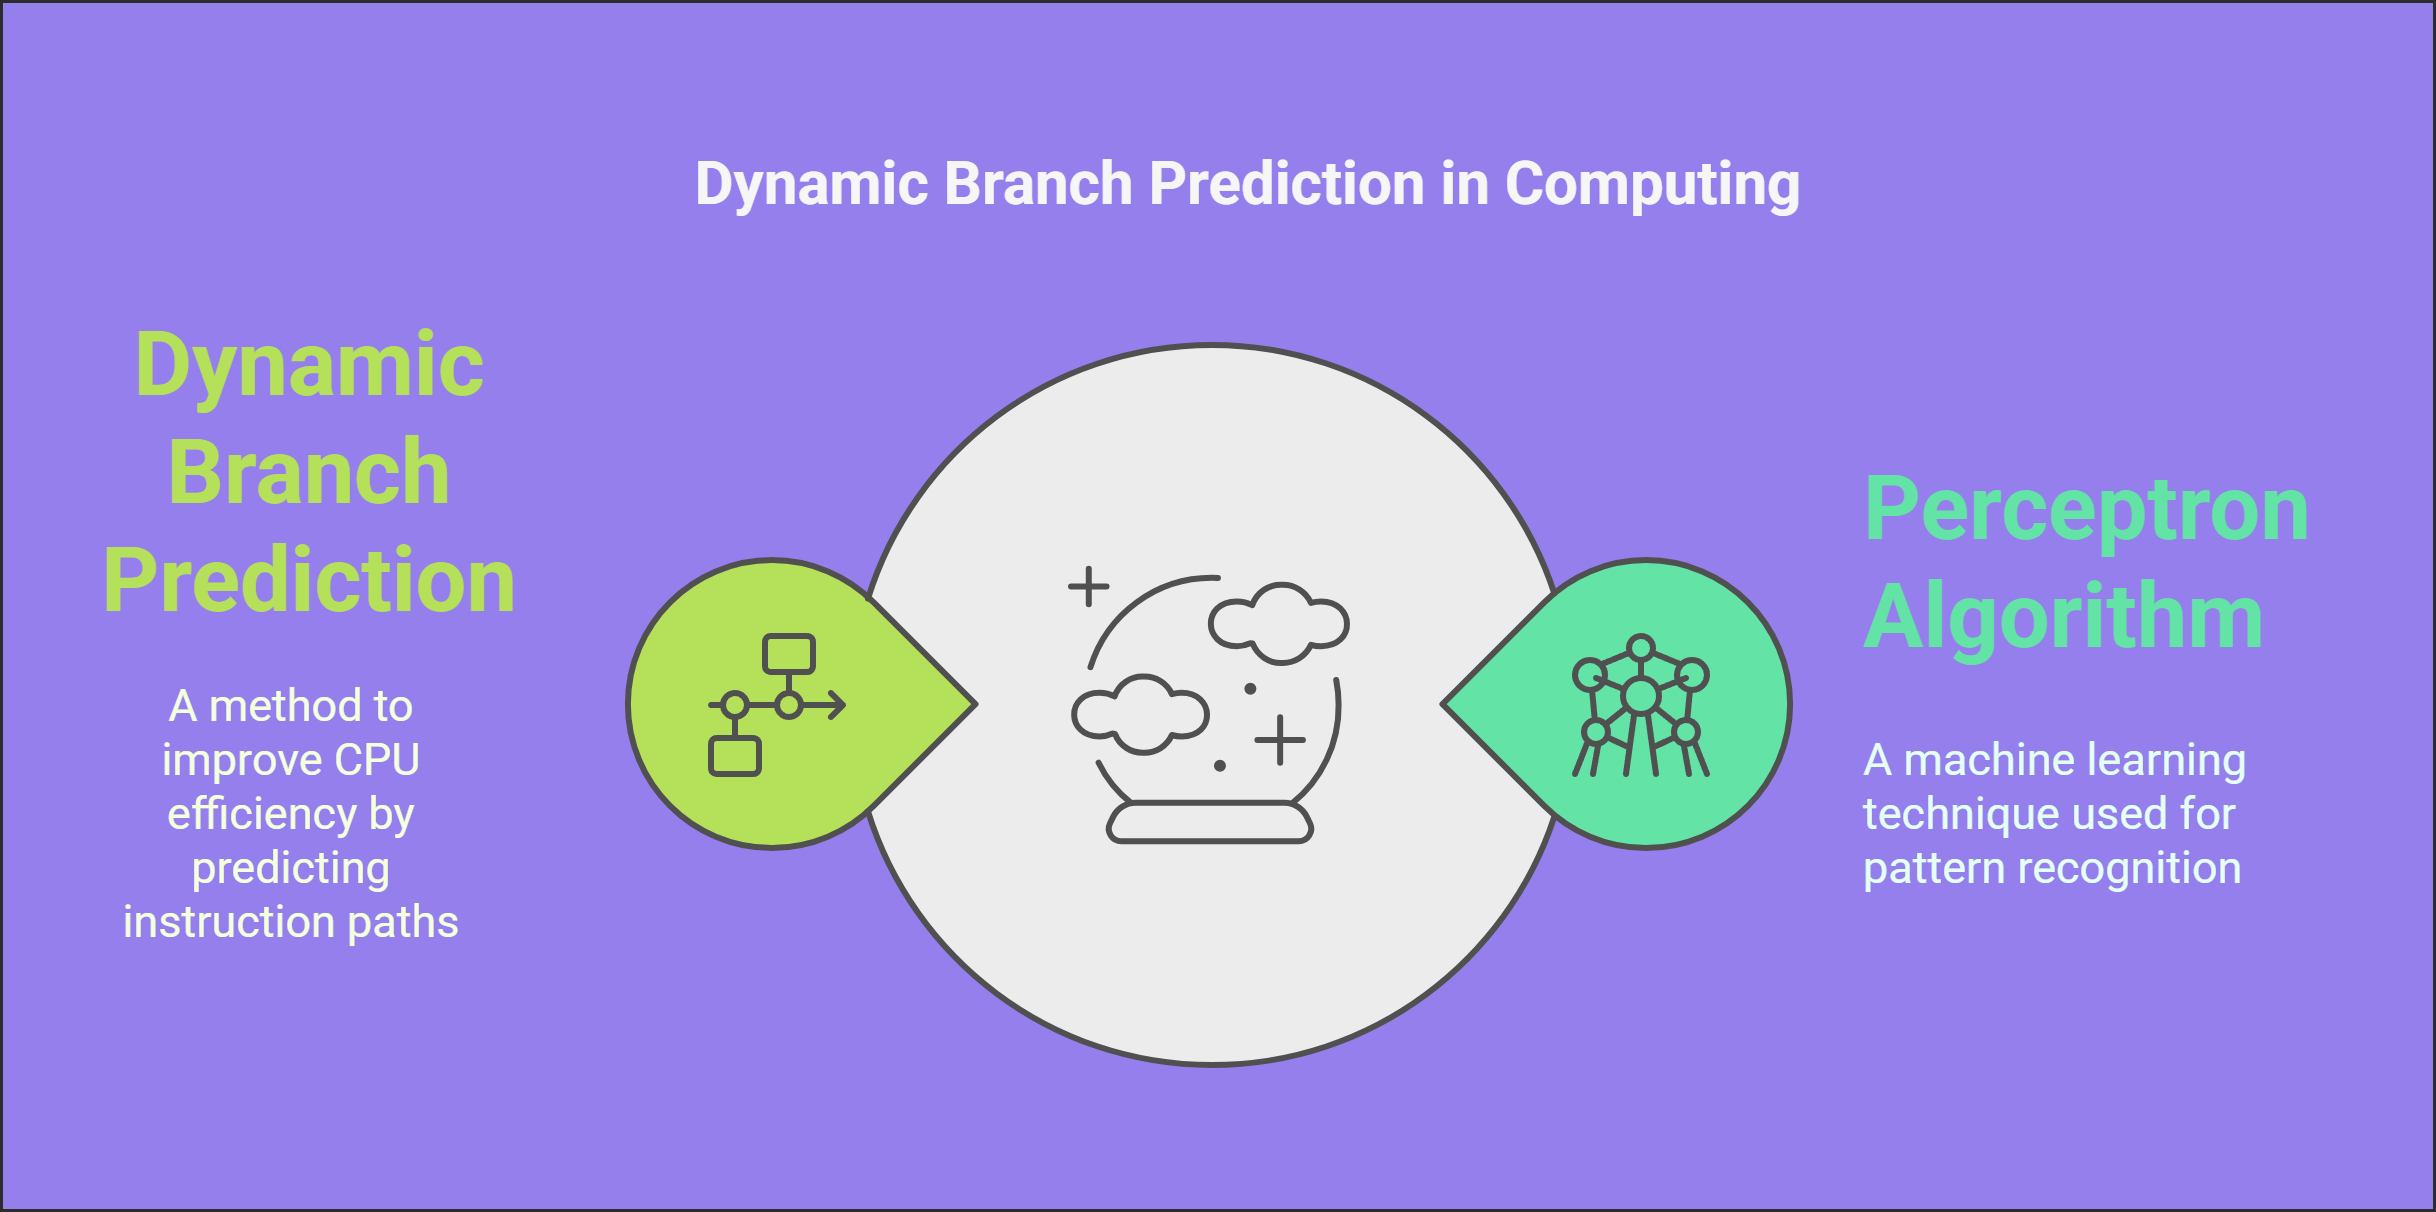 Dynamic Branch Prediction in Computing
Dynamic
Branch
Prediction
A method to
improve CPU
efficiency by
predicting
instruction paths
Perceptron
Algorithm
A machine learning
technique used for
pattern recognition